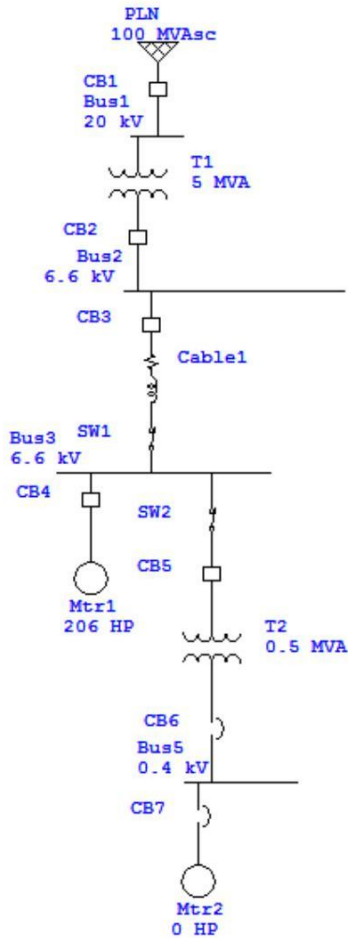 PLN
100 MVAsc
CB1
Bus1
20 kV
T1
5 MVA
CB2
Bus2
6.6 kV
CB3
Cable1
Bus3
SW1
6.6 kV
CB4
SW2
CB5
Mtr1
206 HP
T2
0.5 MVA
CB6
Bus5
0.4 kV
CB7
Mtr2
0 HP